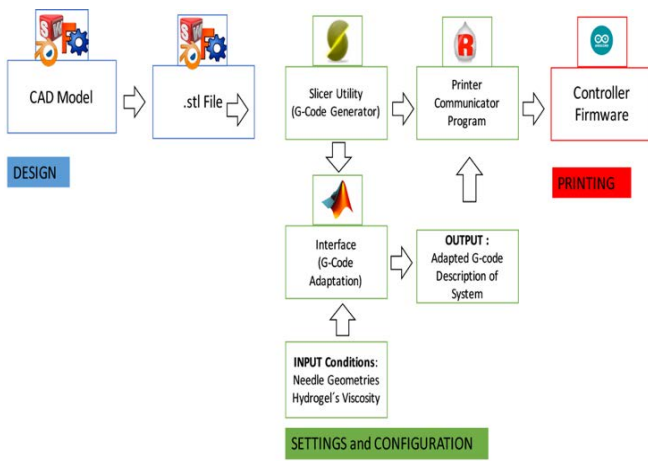 CAD Model
.stl File
Slicer Utility
(G-Code Generator)
R
Printer
Communicator
Program
Controller
Firmware
DESIGN
PRINTING
Interface
(G-Code
Adaptation)
OUTPUT :
Adapted G-code
Description of
System
INPUT Conditions:
Needle Geometries
Hydrogel´s Viscosity
SETTINGS and CONFIGURATION